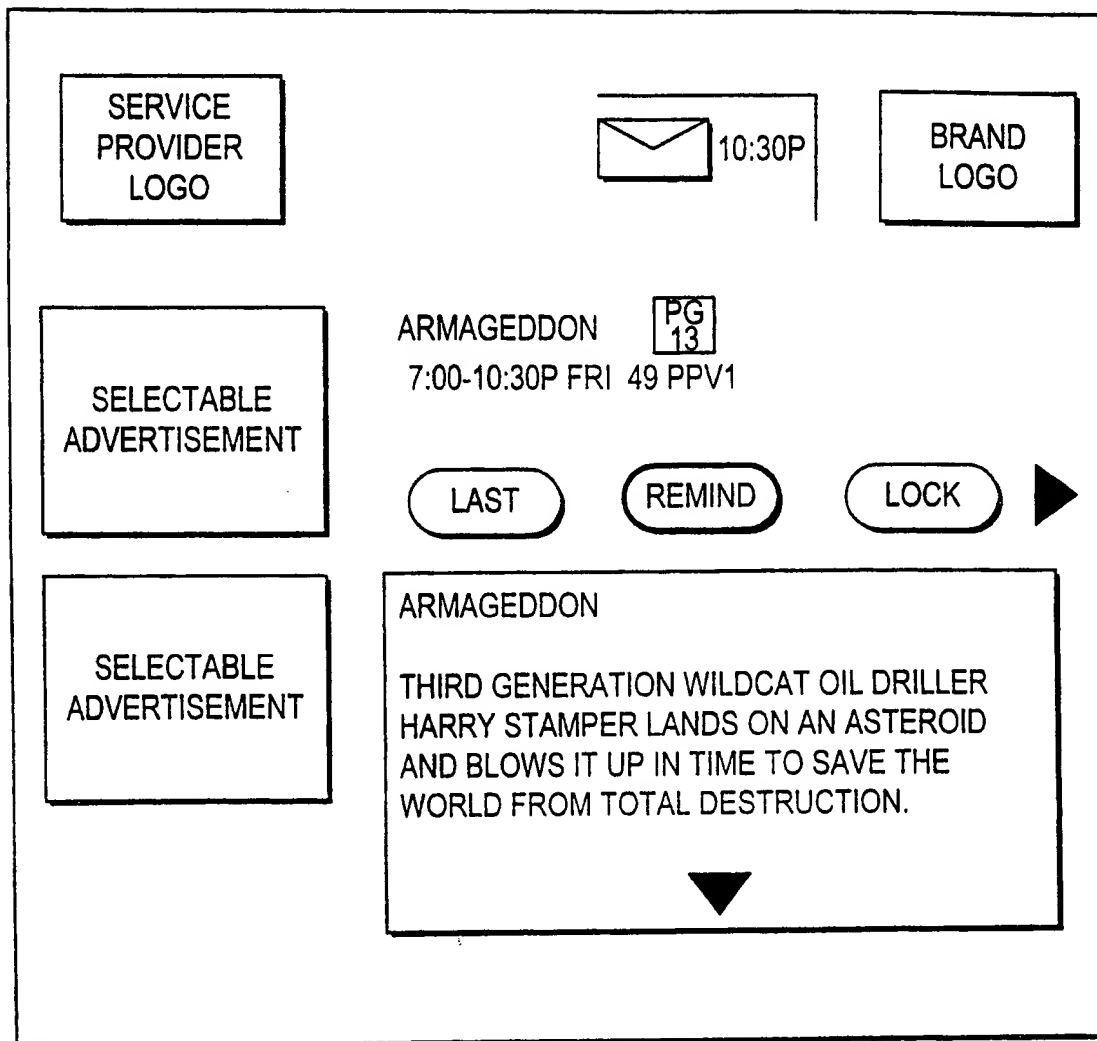 SERVICE
PROVIDER
LOGO
10:30P
BRAND
LOGO
SELECTABLE
ADVERTISEMENT
ARMAGEDDON
PG
13
7:00-10:30P FRI 49 PPV1
LAST
REMIND
LOCK
SELECTABLE
ADVERTISEMENT
ARMAGEDDON
THIRD GENERATION WILDCAT OIL DRILLER
HARRY STAMPER LANDS ON AN ASTEROID
AND BLOWS IT UP IN TIME TO SAVE THE
WORLD FROM TOTAL DESTRUCTION.